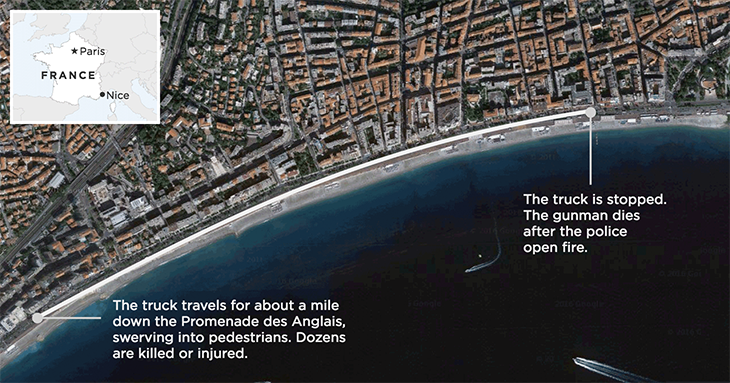 ★Paris
FRANCE
Nice
The truck is stopped.
The gunman dies
after the police
open fire.
The truck travels for about a mile
down the Promenade des Anglais,
swerving into pedestrians. Dozens
are killed or injured.